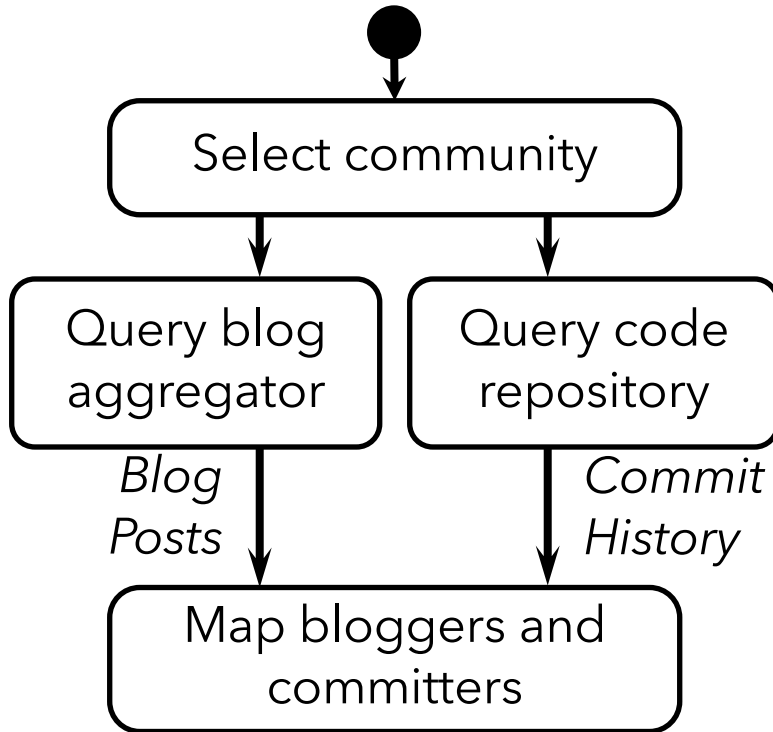 Select community
Query blog
aggregator
Query code
repository
Blog
Posts
Commit
History
Map bloggers and
committers